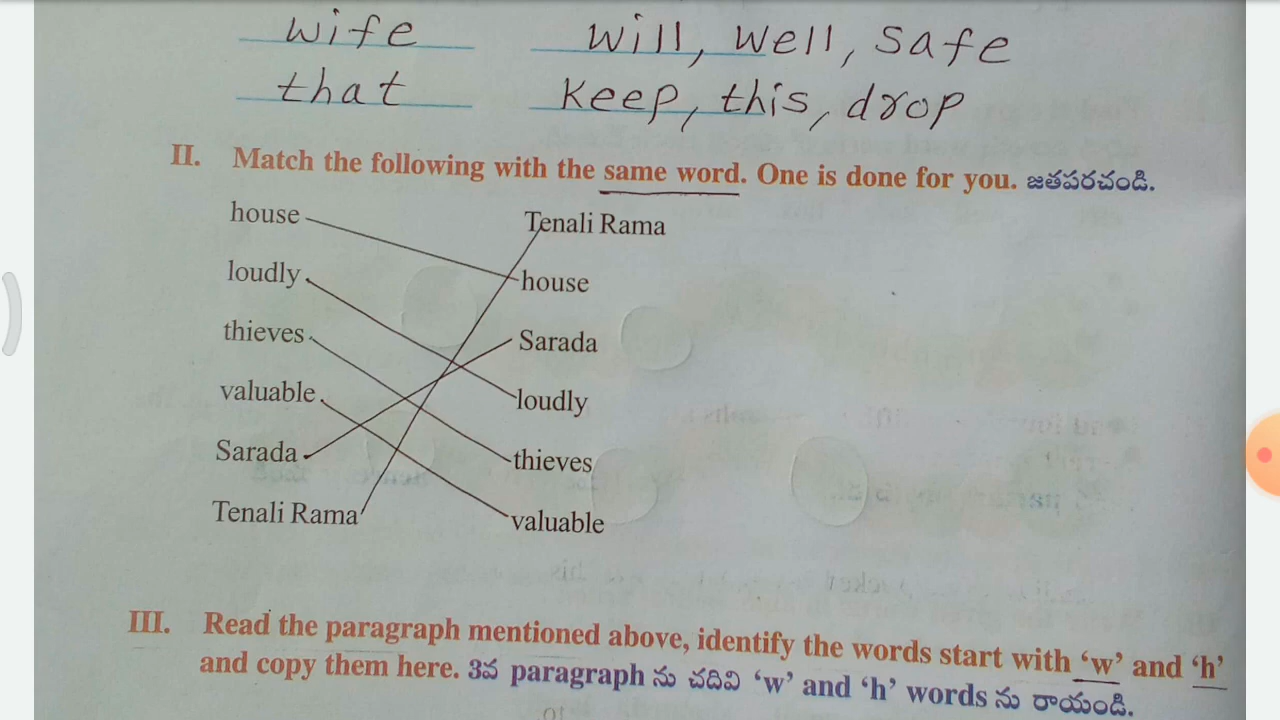 wife will, well, safe
that keep, this, drop
II. Match the following with the same word. One is done for you. జతపరచండి.
house Tenali Rama
loudly house
thieves Sarada
valuable loudly
Sarada thieves
Tenali Rama valuable
III. Read the paragraph mentioned above, identify the words start with ‘w’ and ‘h’
and copy them here. 3వ paragraph ను చదివి ‘w’ and ‘h’ words ను రాయండి.